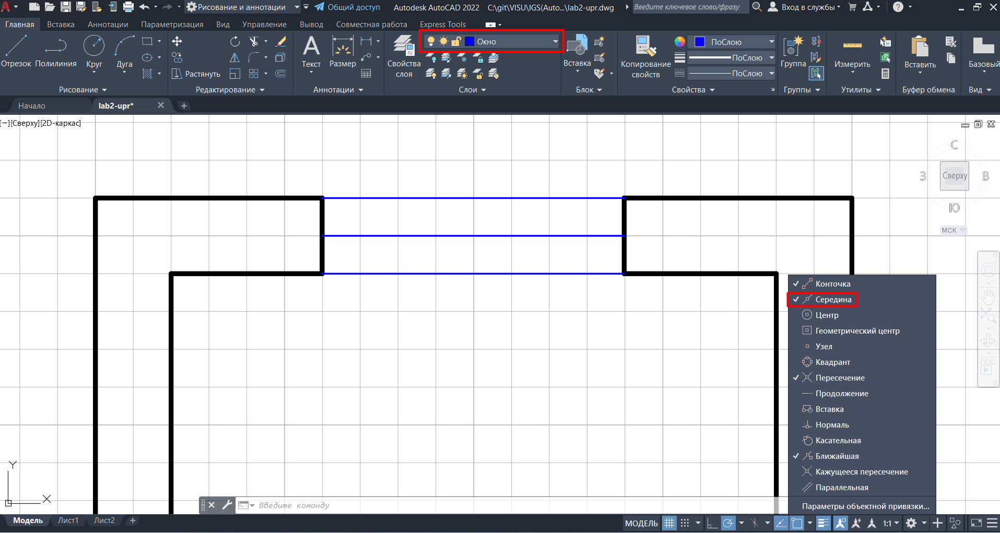 Рисование и аннотации
Общий доступ
Autodesk AutoCAD 2022
C:\git\VISU\IGS(Auto...\lab2-upr.dwg
Введите ключевое слово/фразу
Вход в службы
Главная
Вставка
Аннотации
Параметризация
Вид
Управление
Вывод
Совместная работа
Express Tools
Отрезок
Полилиния
Круг
Дуга
Растянуть
Текст
Размер
Свойства
слоя
Окно
Вставка
Копирование
свойств
ПоСлою
ПоСлою
ПоСлою
Группа
Измерить
Вставить
Базовый
Рисование
Редактирование
Аннотации
Слои
Блок
Свойства
Группы
Утилиты
Буфер обмена
Вид
Начало
lab2-upr*
[−][Сверху][2D-каркас]
С
З
Сверху
В
Ю
МСК
Конточка
Середина
Центр
Геометрический центр
Узел
Квадрант
Пересечение
Продолжение
Вставка
Нормаль
Касательная
Ближайшая
Кажущееся пересечение
Параллельная
Параметры объектной привязки...
Y
X
Введите команду
Модель
Лист1
Лист2
МОДЕЛЬ
1:1